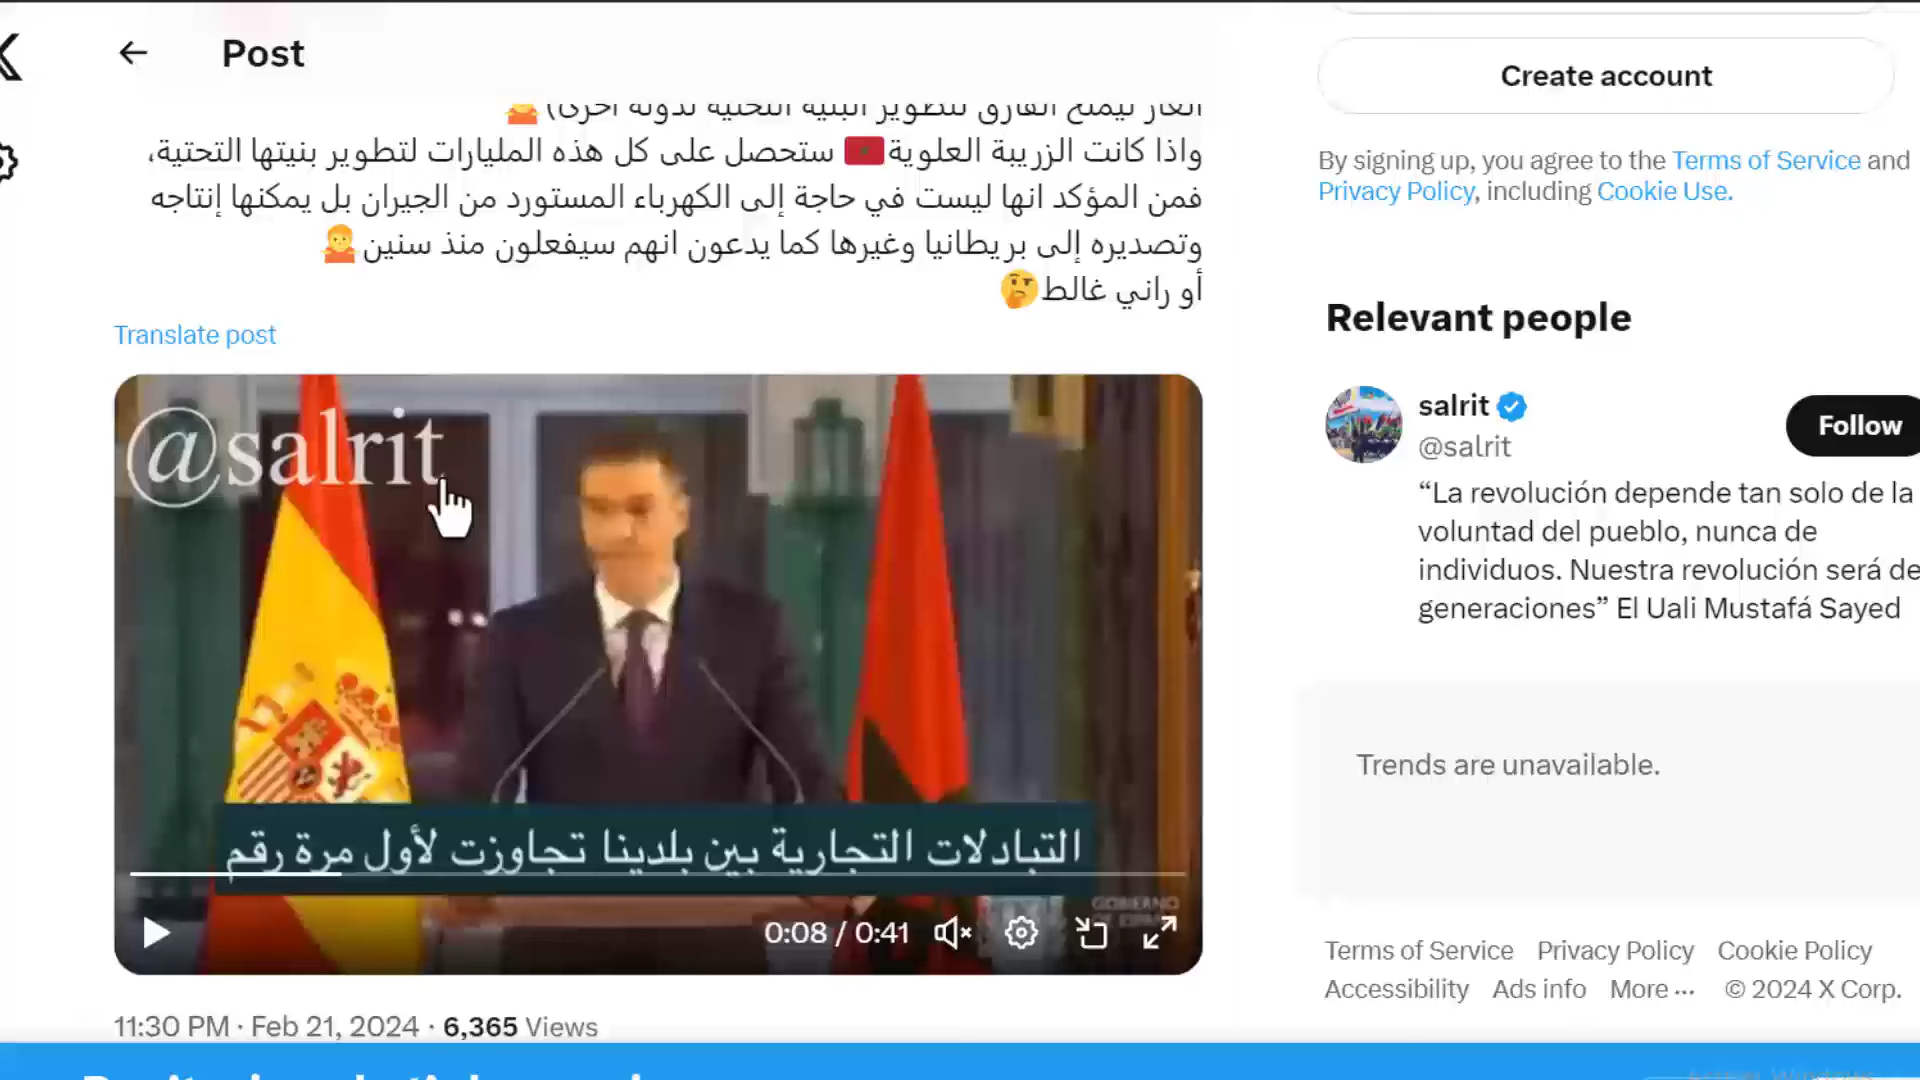 Post
واذا كانت الزريبة العلوية🇲🇦 ستحصل على كل هذه المليارات لتطوير بنيتها التحتية،
فمن المؤكد انها ليست في حاجة إلى الكهرباء المستورد من الجيران بل يمكنها إنتاجه
وتصديره إلى بريطانيا وغيرها كما يدعون انهم سيفعلون منذ سنين🤷
أو راني غالط🤔
Translate post
@salrit
التبادلات التجارية بين بلدينا تجاوزت لأول مرة رقم
GOBIERNO
DE ESPAÑA
0:08 / 0:41
11:30 PM · Feb 21, 2024 · 6,365 Views
Create account
By signing up, you agree to the Terms of Service and
Privacy Policy, including Cookie Use.
Relevant people
salrit
@salrit
Follow
“La revolución depende tan solo de la
voluntad del pueblo, nunca de
individuos. Nuestra revolución será de
generaciones” El Uali Mustafá Sayed
Trends are unavailable.
Terms of Service Privacy Policy Cookie Policy
Accessibility Ads info More ··· © 2024 X Corp.